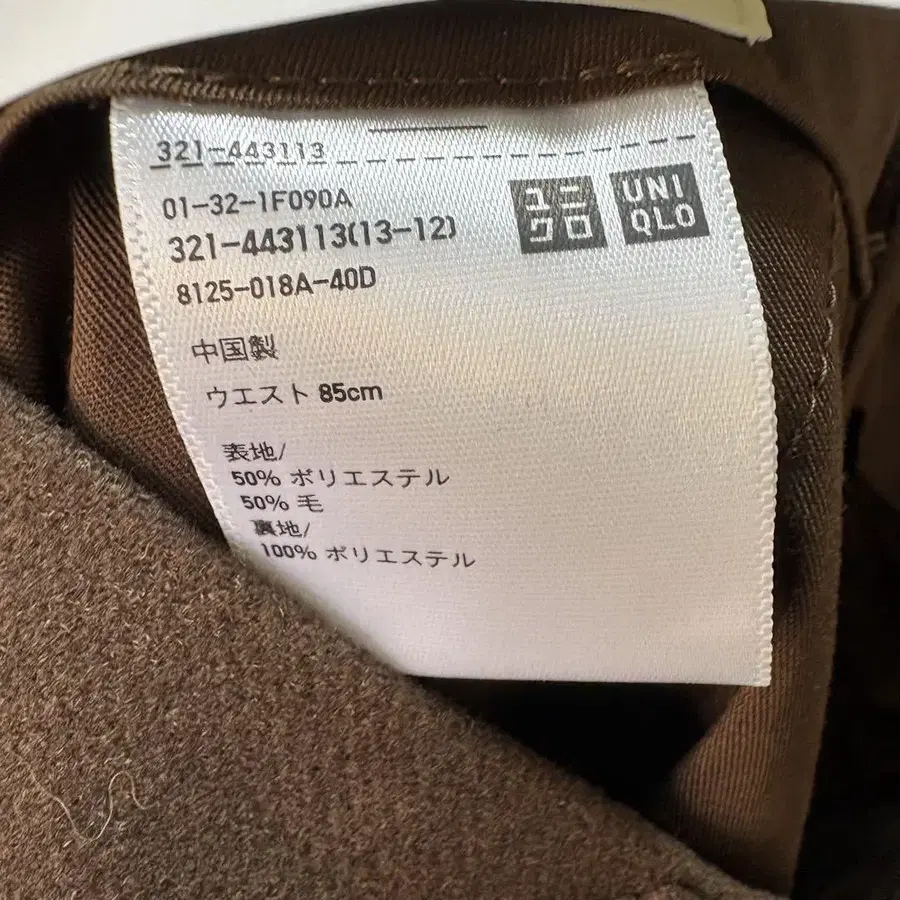 321-443113
01-32-1F090A
321-443113(13-12)
8125-018A-40D
ユニ
クロ
UNI
QLO
中国製
ウエスト 85cm
表地/
50% ポリエステル
50% 毛
裏地/
100% ポリエステル